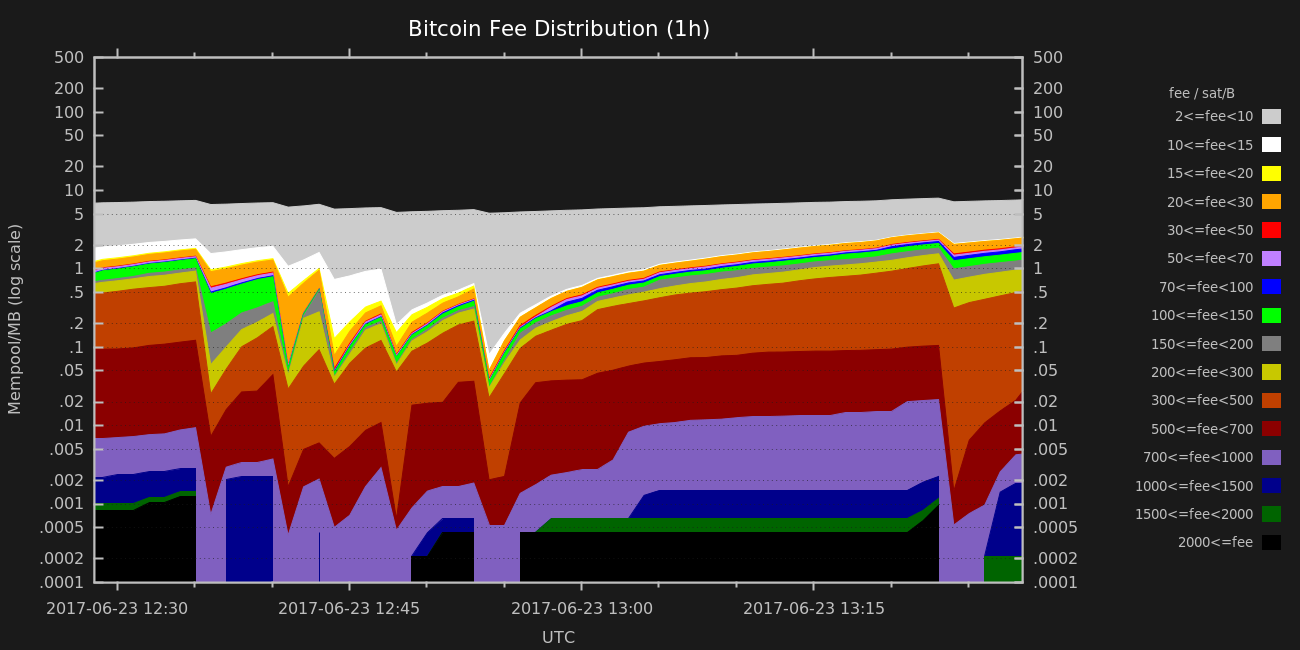 Bitcoin Fee Distribution (1h)
Mempool/MB (log scale)
500
200
100
50
20
10
5
2
1
.5
.2
.1
.05
.02
.01
.005
.002
.001
.0005
.0002
.0001
500
200
100
50
20
10
5
2
1
.5
.2
.1
.05
.02
.01
.005
.002
.001
.0005
.0002
.0001
2017-06-23 12:30
2017-06-23 12:45
2017-06-23 13:00
2017-06-23 13:15
UTC
fee / sat/B
2<=fee<10
10<=fee<15
15<=fee<20
20<=fee<30
30<=fee<50
50<=fee<70
70<=fee<100
100<=fee<150
150<=fee<200
200<=fee<300
300<=fee<500
500<=fee<700
700<=fee<1000
1000<=fee<1500
1500<=fee<2000
2000<=fee